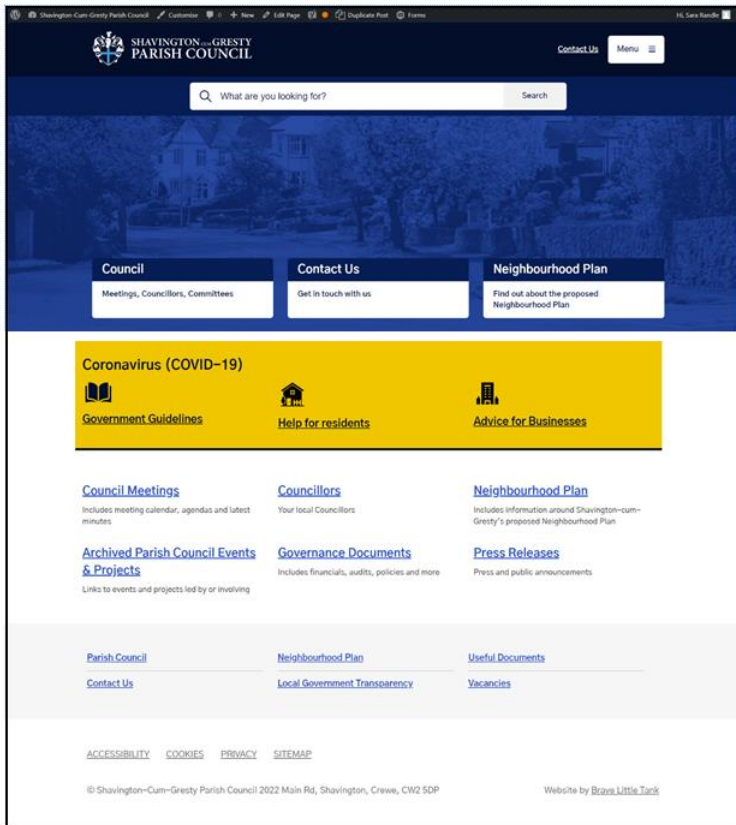 Shavington-Cum-Gresty Parish Council Customise 0 New Edit Page Duplicate Post Forms Hi, Sara Randle
SHAVINGTON CUM GRESTY
PARISH COUNCIL
Contact Us Menu
What are you looking for? Search
Council Contact Us Neighbourhood Plan
Meetings, Councillors, Committees Get in touch with us Find out about the proposed
Neighbourhood Plan
Coronavirus (COVID-19)
Government Guidelines Help for residents Advice for Businesses
Council Meetings Councillors Neighbourhood Plan
Includes meeting calendar, agendas and latest Your local Councillors Includes information around Shavington-cum-
minutes Gresty's proposed Neighbourhood Plan
Archived Parish Council Events Governance Documents Press Releases
& Projects Includes financials, audits, policies and more Press and public announcements
Links to events and projects led by or involving
Parish Council Neighbourhood Plan Useful Documents
Contact Us Local Government Transparency Vacancies
ACCESSIBILITY COOKIES PRIVACY SITEMAP
© Shavington-Cum-Gresty Parish Council 2022 Main Rd, Shavington, Crewe, CW2 5DP Website by Brave Little Tank